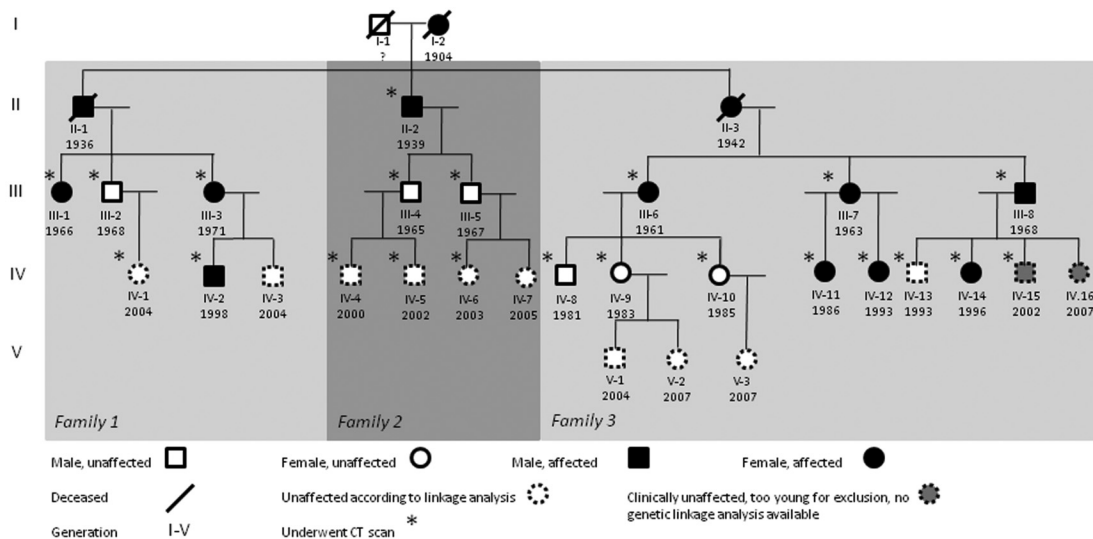 I
I-1 I-2
? 1904
II
* 
II-1 II-2 II-3
1936 1939 1942
III
* * * * * * * *
III-1 III-2 III-3 III-4 III-5 III-6 III-7 III-8
1966 1968 1971 1965 1967 1961 1963 1968
IV
* * * * * * * * * * * * *
IV-1 IV-2 IV-3 IV-4 IV-5 IV-6 IV-7 IV-8 IV-9 IV-10 IV-11 IV-12 IV-13 IV-14 IV-15 IV.16
2004 1998 2004 2000 2002 2003 2005 1981 1983 1985 1986 1993 1993 1996 2002 2007
V
V-1 V-2 V-3
2004 2007 2007
Family 1 Family 2 Family 3
Male, unaffected Female, unaffected Male, affected Female, affected
Deceased Unaffected according to linkage analysis Clinically unaffected, too young for exclusion, no
genetic linkage analysis available
Generation I-V Underwent CT scan *